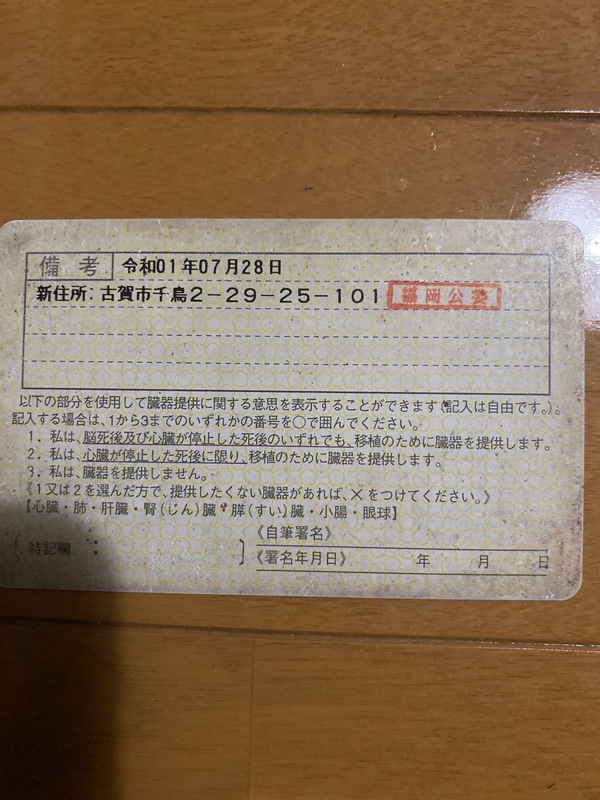 備考 令和01年07月28日
新住所:古賀市千鳥2-29-25-101 福岡公委
以下の部分を使用して臓器提供に関する意思を表示することができます(記入は自由です。)。
記入する場合は、1から3までのいずれかの番号を○で囲んでください。
1. 私は、脳死後及び心臓が停止した死後のいずれでも、移植のために臓器を提供します。
2. 私は、心臓が停止した死後に限り、移植のために臓器を提供します。
3. 私は、臓器を提供しません。
《1又は2を選んだ方で、提供したくない臓器があれば、×をつけてください。》
【心臓・肺・肝臓・腎(じん)臓・膵(すい)臓・小腸・眼球】
《自筆署名》
〔特記欄: 〕
《署名年月日》 年 月 日